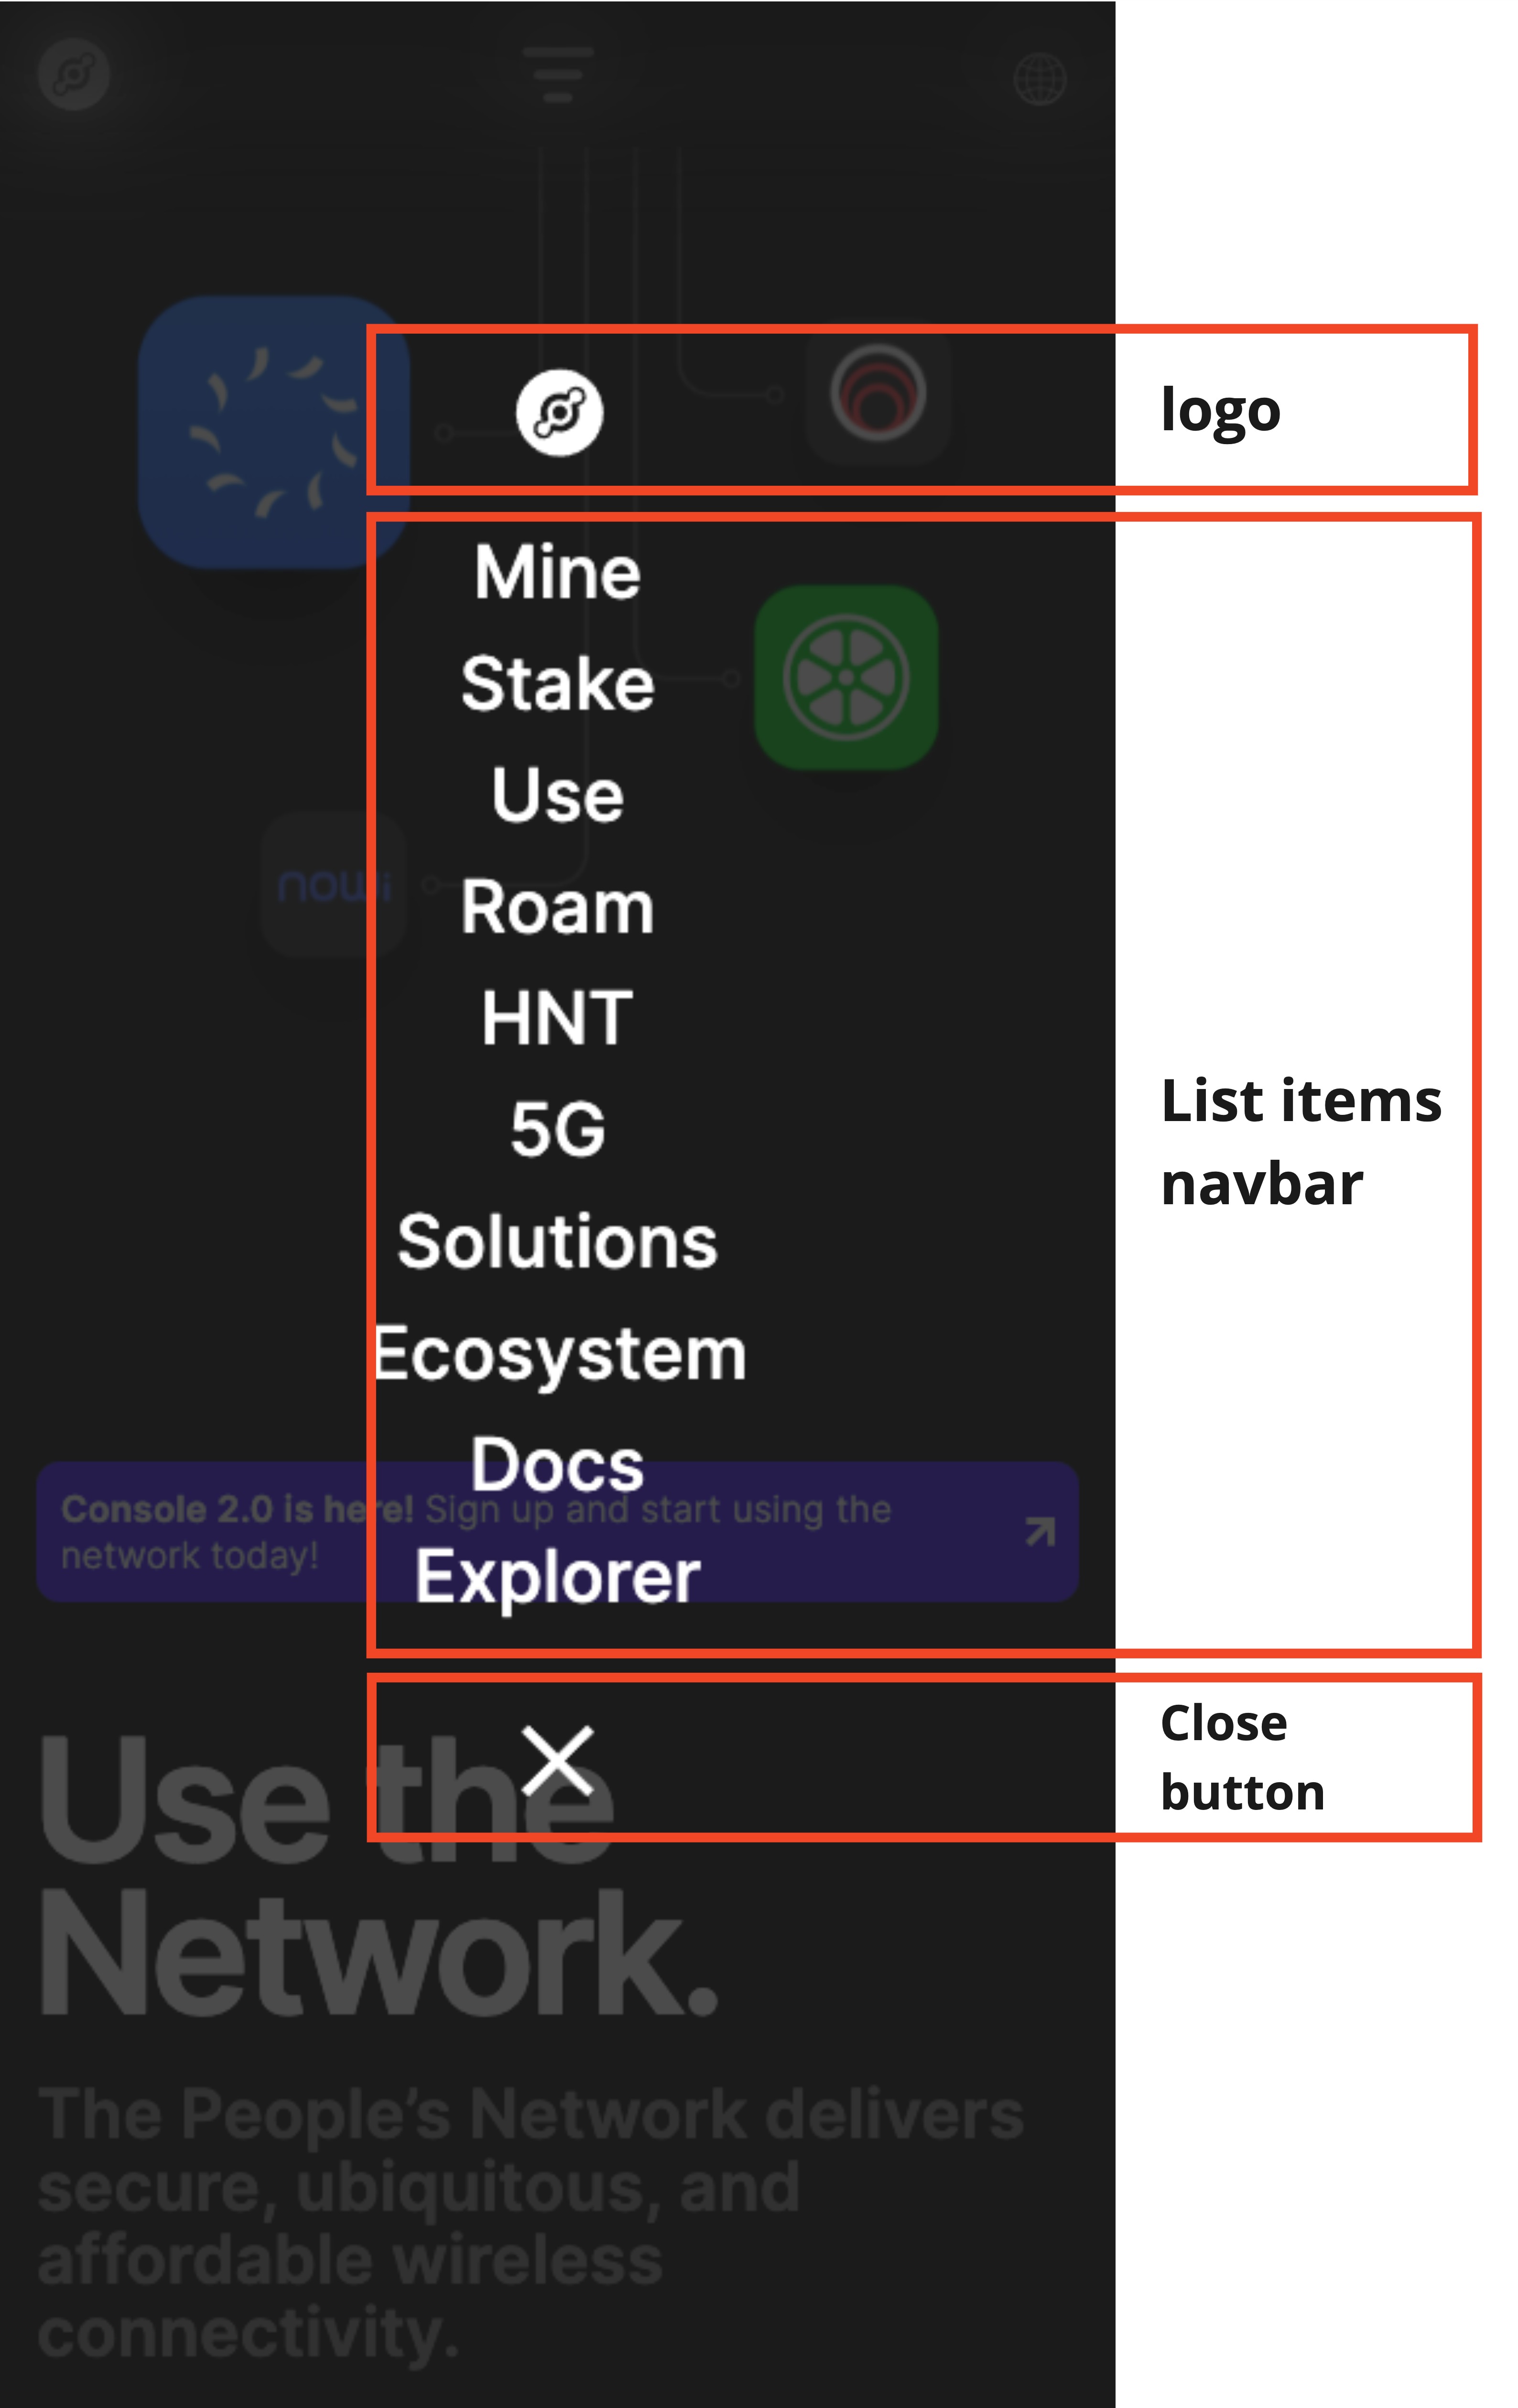 logo
Mine
Stake
Use
nowi
Roam
HNT
5G
List items
navbar
Solutions
Ecosystem
Docs
Console 2.0 is here! Sign up and start using the
network today!
Explorer
Close
button
Use the
Network.
The People’s Network delivers
secure, ubiquitous, and
affordable wireless
connectivity.